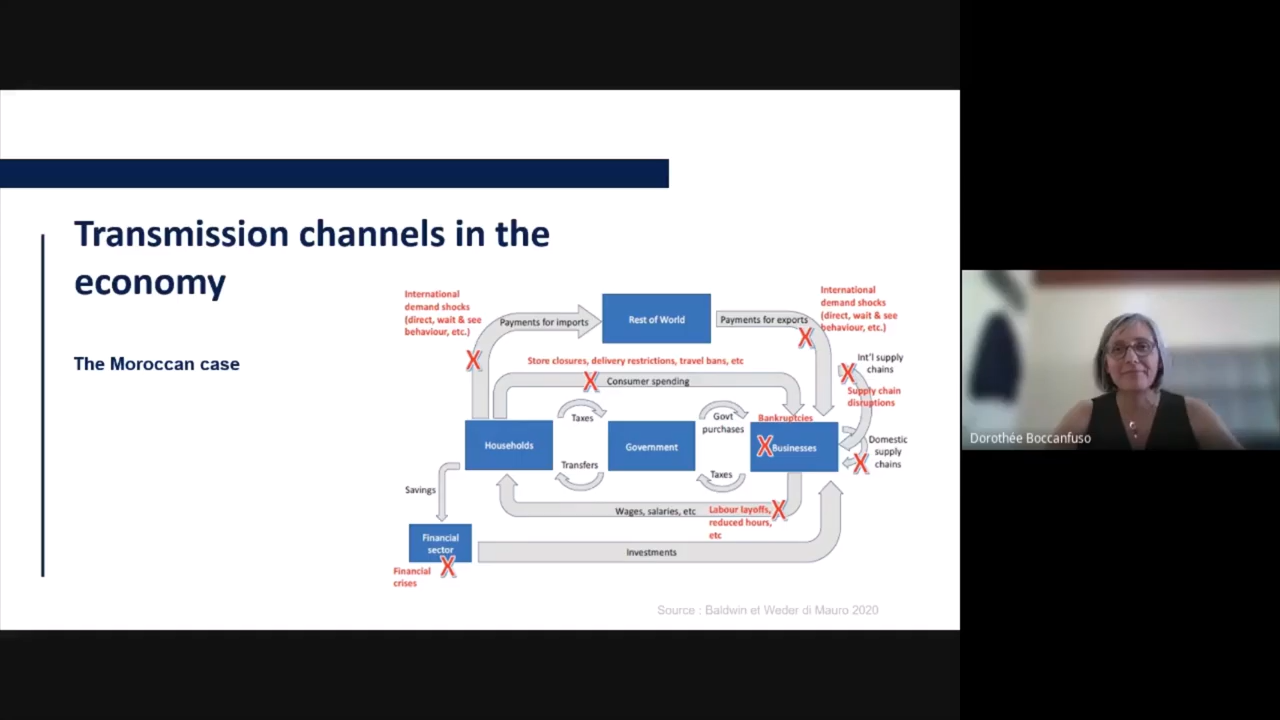 Transmission channels in the
economy
The Moroccan case
International
demand shocks
(direct, wait & see
behaviour, etc.)
Payments for imports
Rest of World
Payments for exports
International
demand shocks
(direct, wait & see
behaviour, etc.)
X
X
Store closures, delivery restrictions, travel bans, etc
X
Consumer spending
X
Int'l supply
chains
Supply chain
disruptions
Households
Taxes
Transfers
Government
Govt
purchases
Taxes
Bankruptcies
X
Businesses
Domestic
supply
chains
X
Savings
Wages, salaries, etc
Labour layoffs,
reduced hours,
etc
X
Financial
sector
X
Financial
crises
Investments
Source : Baldwin et Weder di Mauro 2020
Dorothée Boccanfuso